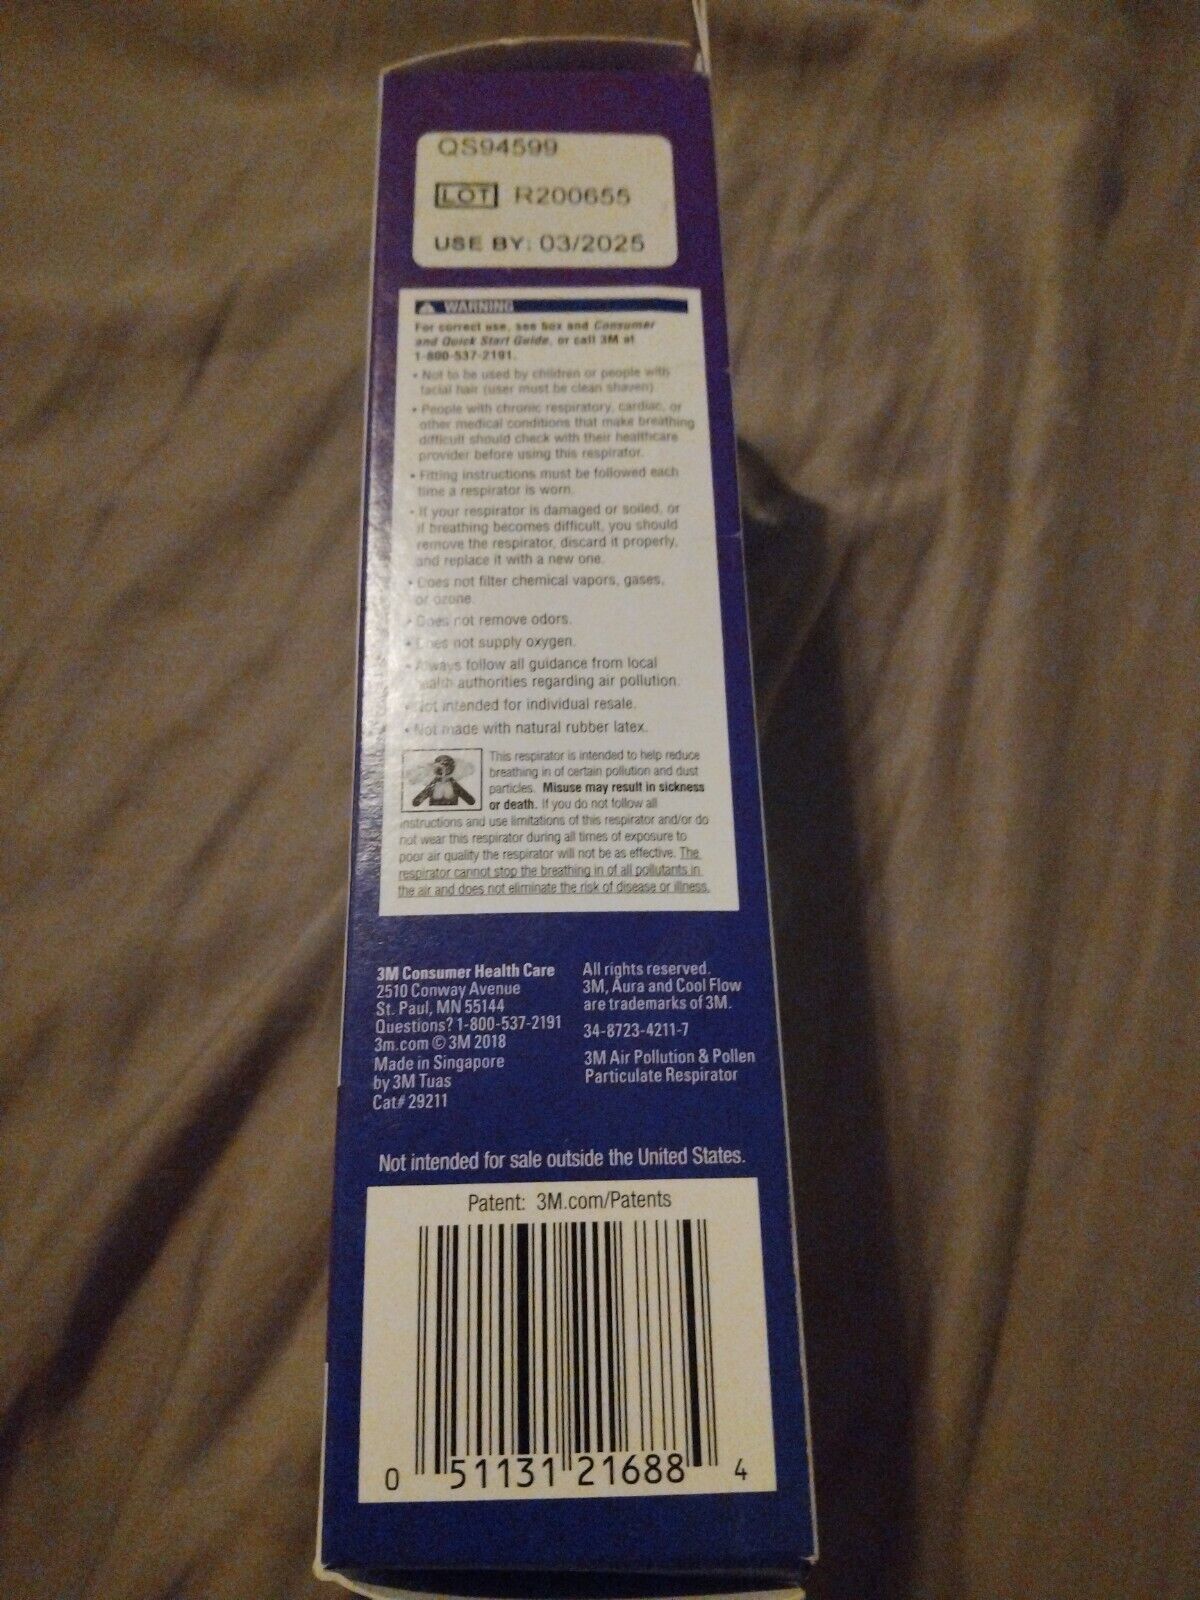 QS94599
LOT R200655
USE BY: 03/2025
WARNING
For correct use, see box and Consumer
and Quick Start Guide, or call 3M at
1-800-537-2191.
• Not to be used by children or people with
facial hair (user must be clean shaven)
• People with chronic respiratory, cardiac, or
other medical conditions that make breathing
difficult should check with their healthcare
provider before using this respirator.
• Fitting instructions must be followed each
time a respirator is worn.
• If your respirator is damaged or soiled, or
if breathing becomes difficult, you should
remove the respirator, discard it properly,
and replace it with a new one.
• Does not filter chemical vapors, gases,
or ozone.
• Does not remove odors.
• Does not supply oxygen.
• Always follow all guidance from local
health authorities regarding air pollution.
• Not intended for individual resale.
• Not made with natural rubber latex.
This respirator is intended to help reduce
breathing in of certain pollution and dust
particles. Misuse may result in sickness
or death. If you do not follow all
instructions and use limitations of this respirator and/or do
not wear this respirator during all times of exposure to
poor air quality the respirator will not be as effective. The
respirator cannot stop the breathing in of all pollutants in
the air and does not eliminate the risk of disease or illness.
3M Consumer Health Care
2510 Conway Avenue
St. Paul, MN 55144
Questions? 1-800-537-2191
3m.com © 3M 2018
Made in Singapore
by 3M Tuas
Cat# 29211
All rights reserved.
3M, Aura and Cool Flow
are trademarks of 3M.
34-8723-4211-7
3M Air Pollution & Pollen
Particulate Respirator
Not intended for sale outside the United States.
Patent: 3M.com/Patents
0 51131 21688 4